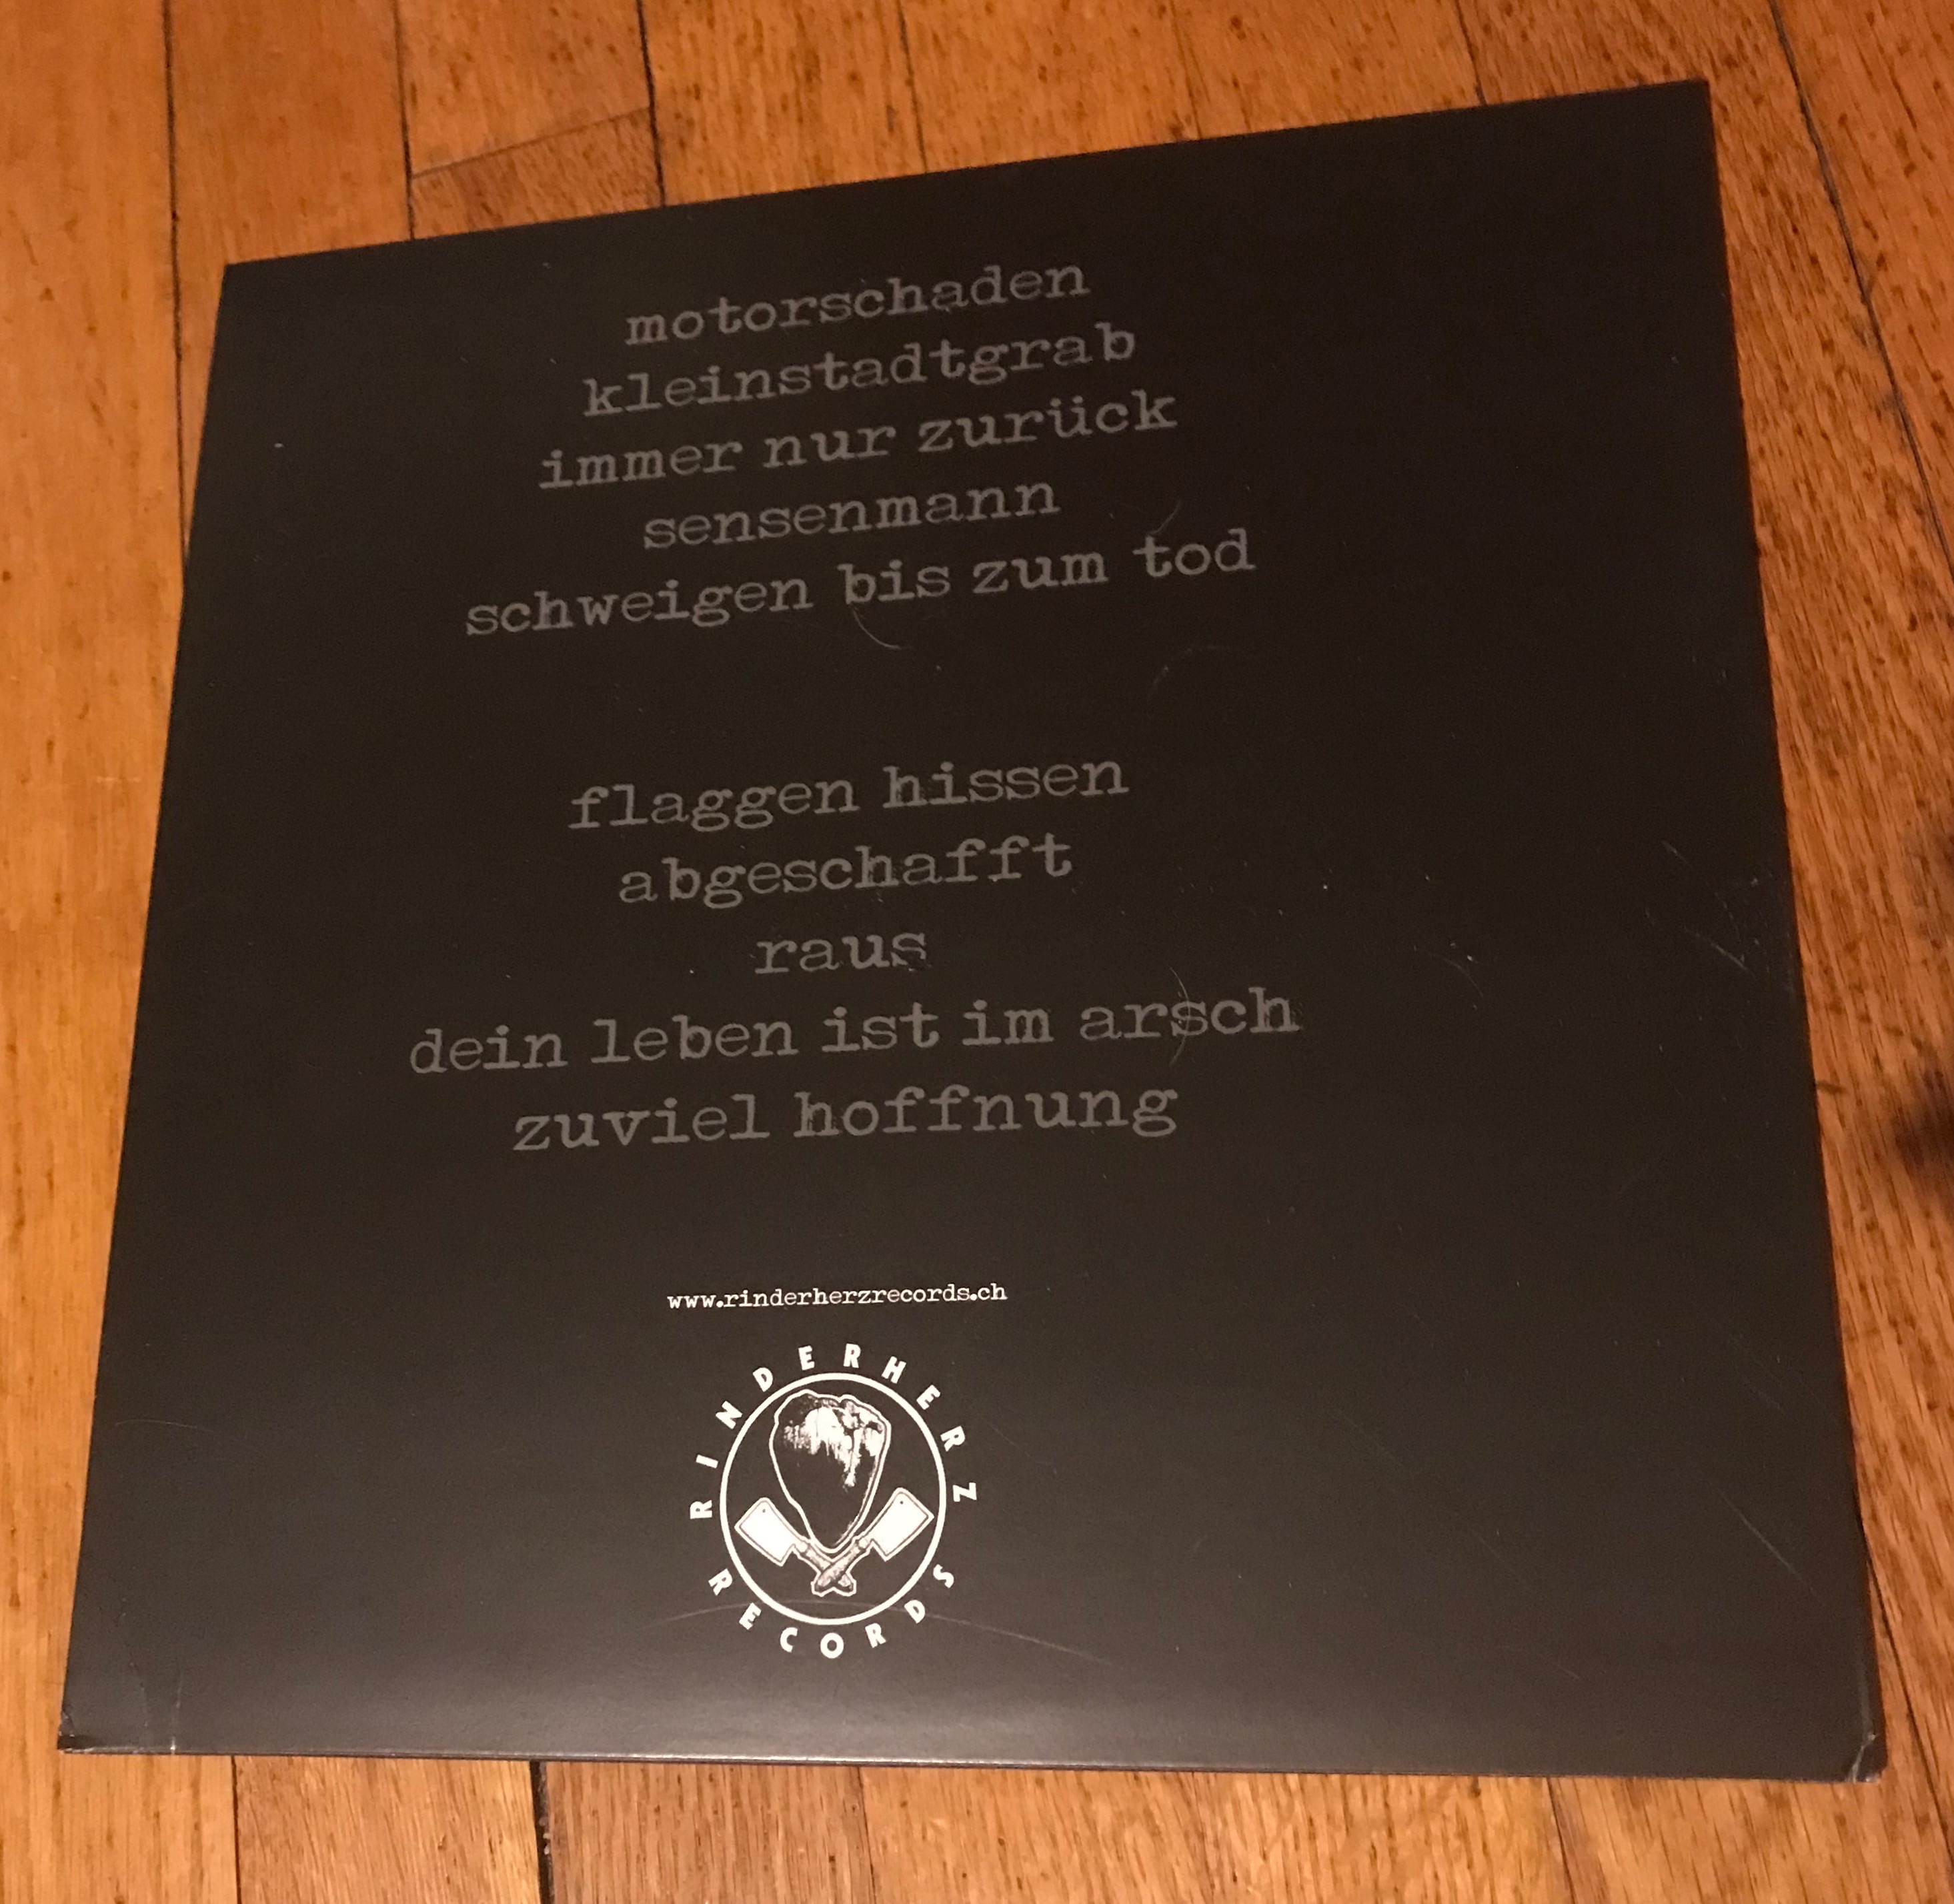 motorschaden
kleinstadtgrab
immer nur zurück
sensenmann
schweigen bis zum tod
flaggen hissen
abgeschafft
raus
dein leben ist im arsch
zuviel hoffnung
www.rinderherzrecords.ch
RINDERHERZ
RECORDS